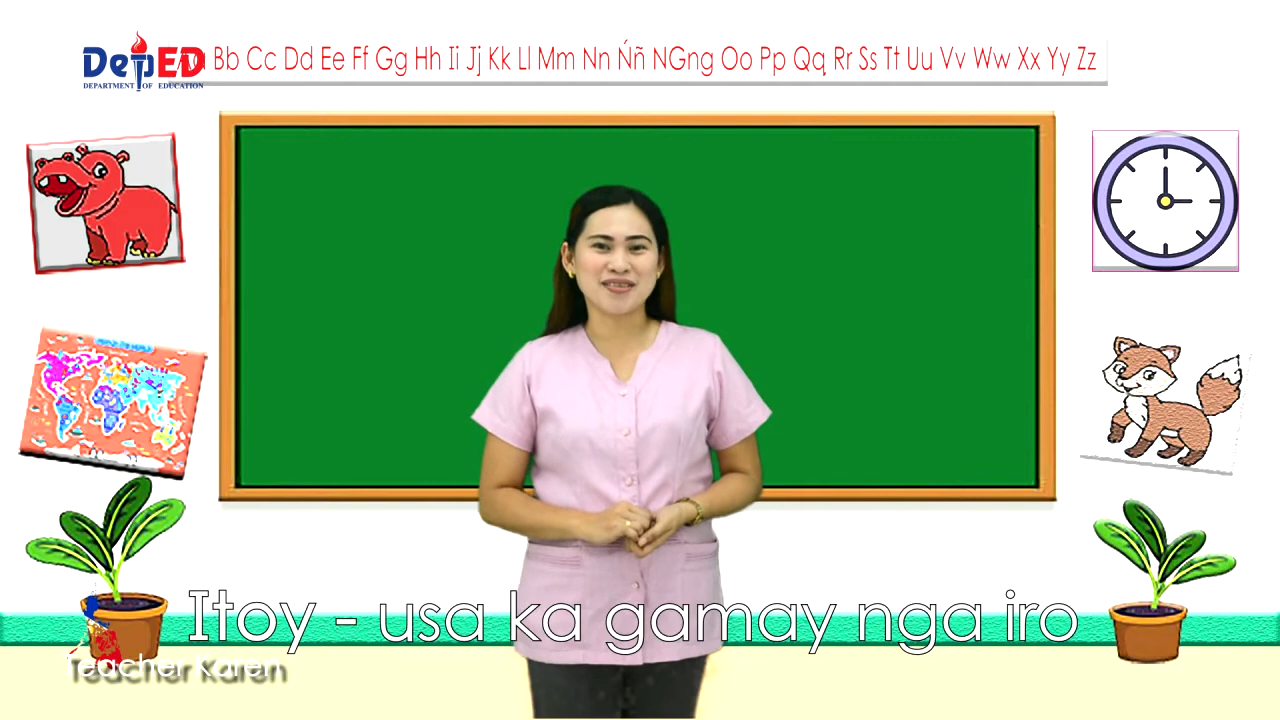 DepED
DEPARTMENT OF EDUCATION
Bb Cc Dd Ee Ff Gg Hh Ii Jj Kk Ll Mm Nn Ññ NGng Oo Pp Qq Rr Ss Tt Uu Vv Ww Xx Yy Zz
Itoy - usa ka gamay nga iro
Teacher Karen